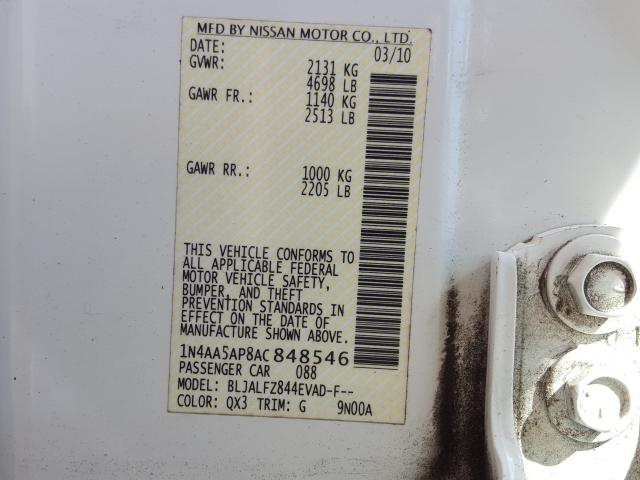 MFD BY NISSAN MOTOR CO., LTD.
DATE: 03/10
GVWR: 2131 KG
4698 LB
GAWR FR.: 1140 KG
2513 LB
GAWR RR.: 1000 KG
2205 LB
THIS VEHICLE CONFORMS TO
ALL APPLICABLE FEDERAL
MOTOR VEHICLE SAFETY,
BUMPER, AND THEFT
PREVENTION STANDARDS IN
EFFECT ON THE DATE OF
MANUFACTURE SHOWN ABOVE.
1N4AA5AP8AC848546
PASSENGER CAR 088
MODEL: BLJALFZ844EVAD-F--
COLOR: QX3 TRIM: G 9N00A